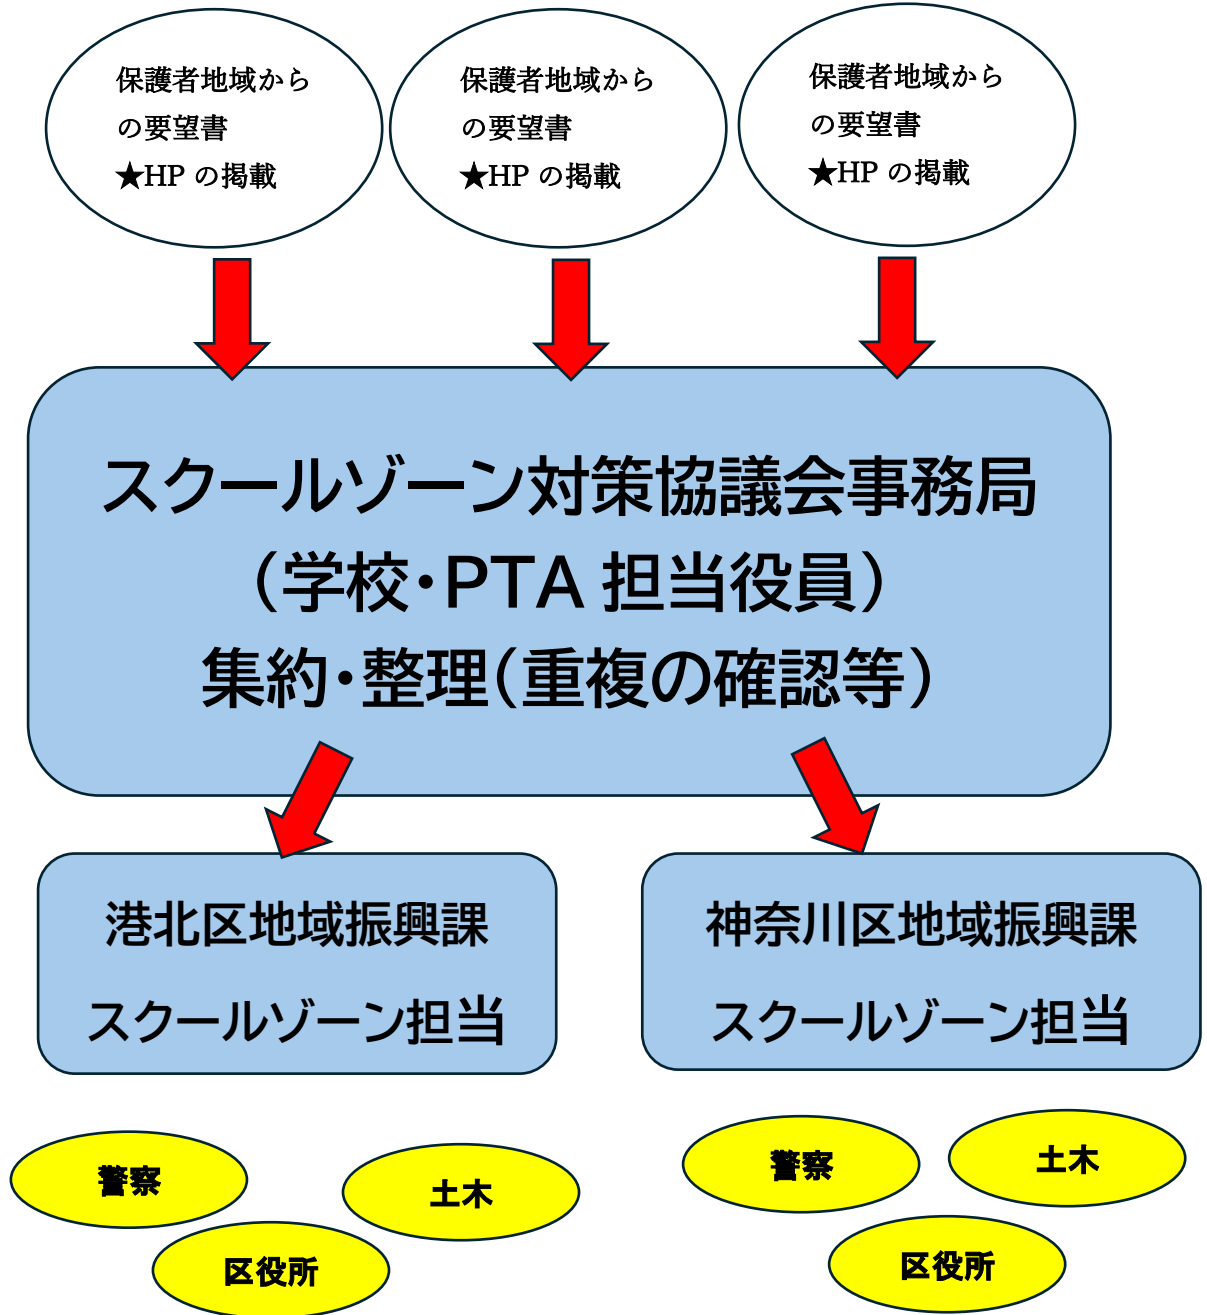 保護者地域から
の要望書
★HP の掲載
保護者地域から
の要望書
★HP の掲載
保護者地域から
の要望書
★HP の掲載
スクールゾーン対策協議会事務局
（学校・PTA 担当役員）
集約・整理（重複の確認等）
港北区地域振興課
スクールゾーン担当
神奈川区地域振興課
スクールゾーン担当
警察
土木
区役所
警察
土木
区役所